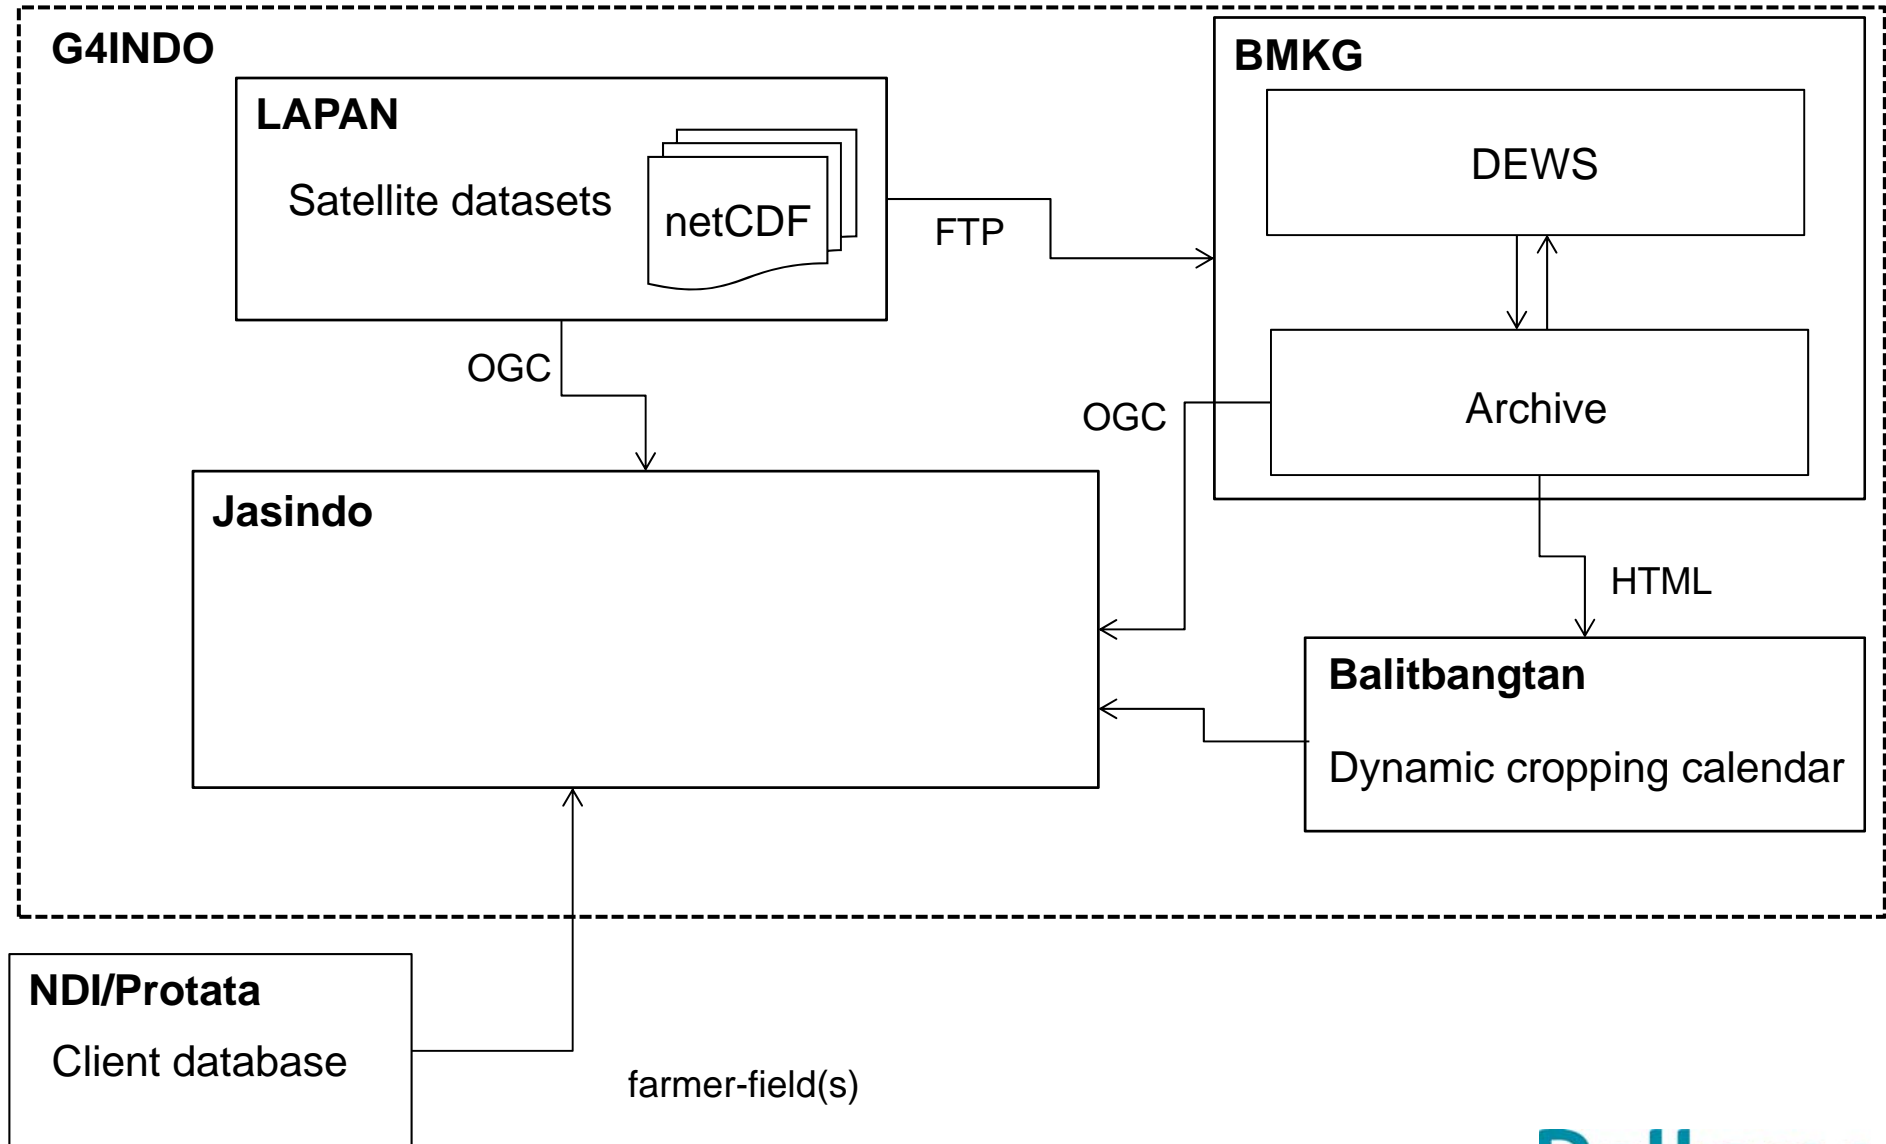 G4INDO
BMKG
LAPAN
DEWS
Satellite datasets
netCDF
FTP
OGC
OGC
Archive
Jasindo
HTML
Balitbangtan
Dynamic cropping calendar
NDI/Protata
Client database
farmer-field(s)